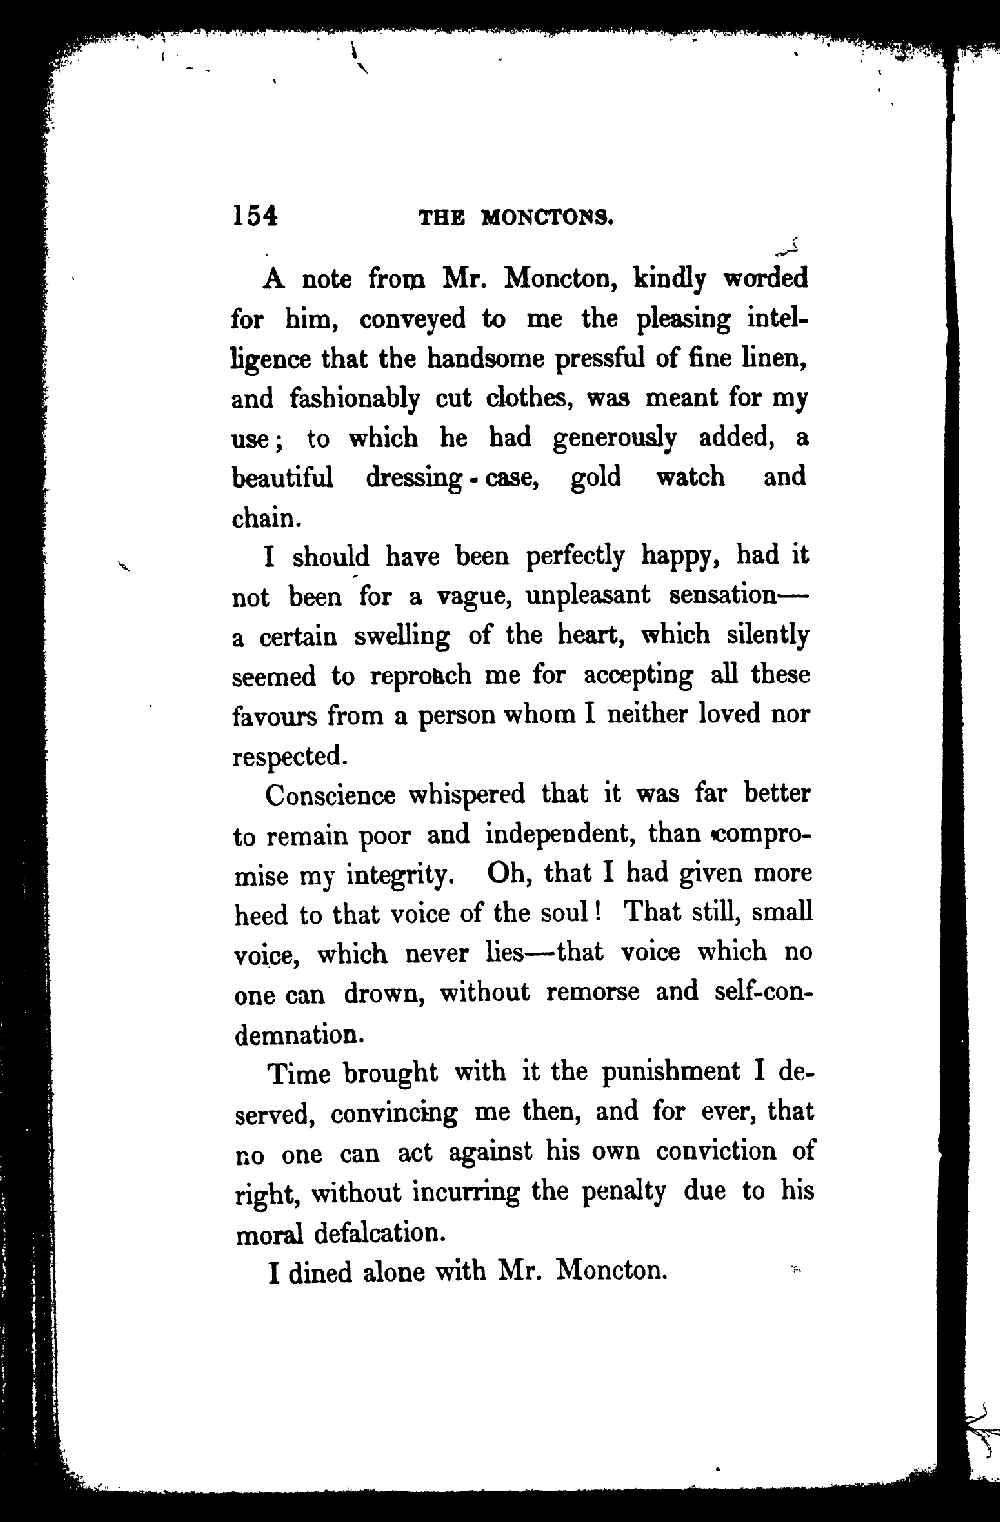 154 THE MONCTONS.
A note from Mr. Moncton, kindly worded
for him, conveyed to me the pleasing intel-
ligence that the handsome pressful of fine linen,
and fashionably cut clothes, was meant for my
use; to which he had generously added, a
beautiful dressing-case, gold watch and
chain.
I should have been perfectly happy, had it
not been for a vague, unpleasant sensation—
a certain swelling of the heart, which silently
seemed to reproach me for accepting all these
favours from a person whom I neither loved nor
respected.
Conscience whispered that it was far better
to remain poor and independent, than compro-
mise my integrity. Oh, that I had given more
heed to that voice of the soul! That still, small
voice, which never lies—that voice which no
one can drown, without remorse and self-con-
demnation.
Time brought with it the punishment I de-
served, convincing me then, and for ever, that
no one can act against his own conviction of
right, without incurring the penalty due to his
moral defalcation.
I dined alone with Mr. Moncton.